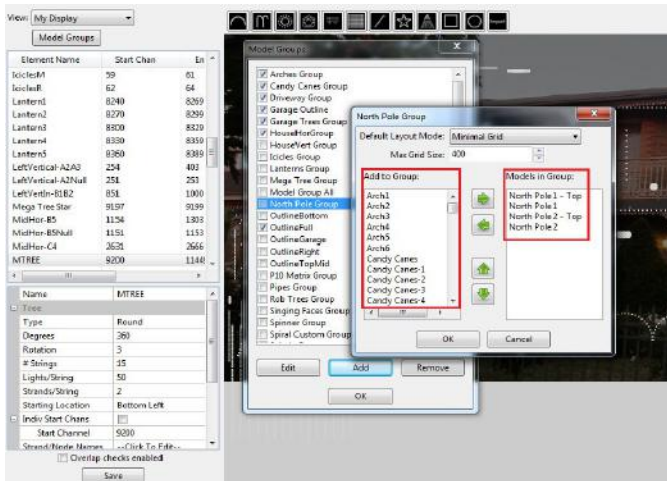 View: My Display
Model Groups
Element Name Start Chan En
IciclesM 59 61
IciclesR 62 64
Lantern1 8240 8269
Lantern2 8270 8299
Lantern3 8300 8329
Lantern4 8330 8359
Lantern5 8360 8389
LeftVertical-A2A3 254 403
LeftVertical-A2Null 251 253
LeftVertIn-B1B2 851 1000
Mega Tree Star 9197 9199
MidHor-B5 1154 1303
MidHor-B5Null 1151 1153
MidHor-C4 2631 2666
MTREE 9200
Name MTREE
Tree
Type Round
Degrees 360
Rotation 3
# Strings 15
Lights/String 50
Strands/String 2
Starting Location Bottom Left
Indiv Start Chans
Start Channel 9200
Strand/Node Names --Click To Edit--
Overlap checks enabled
Save
Model Groups
Arches Group
Candy Canes Group
Driveway Group
Garage Outline
Garage Trees Group
HouseHorGroup
HouseVert Group
Icicles Group
Lanterns Group
Mega Tree Group
Model Group All
North Pole Group
OutlineBottom
OutlineFull
OutlineGarage
OutlineRight
OutlineTopMid
P10 Matrix Group
Pipes Group
Rob Trees Group
Singing Faces Group
Spinner Group
Spiral Custom Group
Edit Add Remove
OK
North Pole Group
Default Layout Mode: Minimal Grid
Max Grid Size: 400
Add to Group:
Arch1
Arch2
Arch3
Arch4
Arch5
Arch6
Candy Canes
Candy Canes-1
Candy Canes-2
Candy Canes-3
Candy Canes-4
Models in Group:
North Pole 1 - Top
North Pole 1
North Pole 2 - Top
North Pole 2
OK Cancel